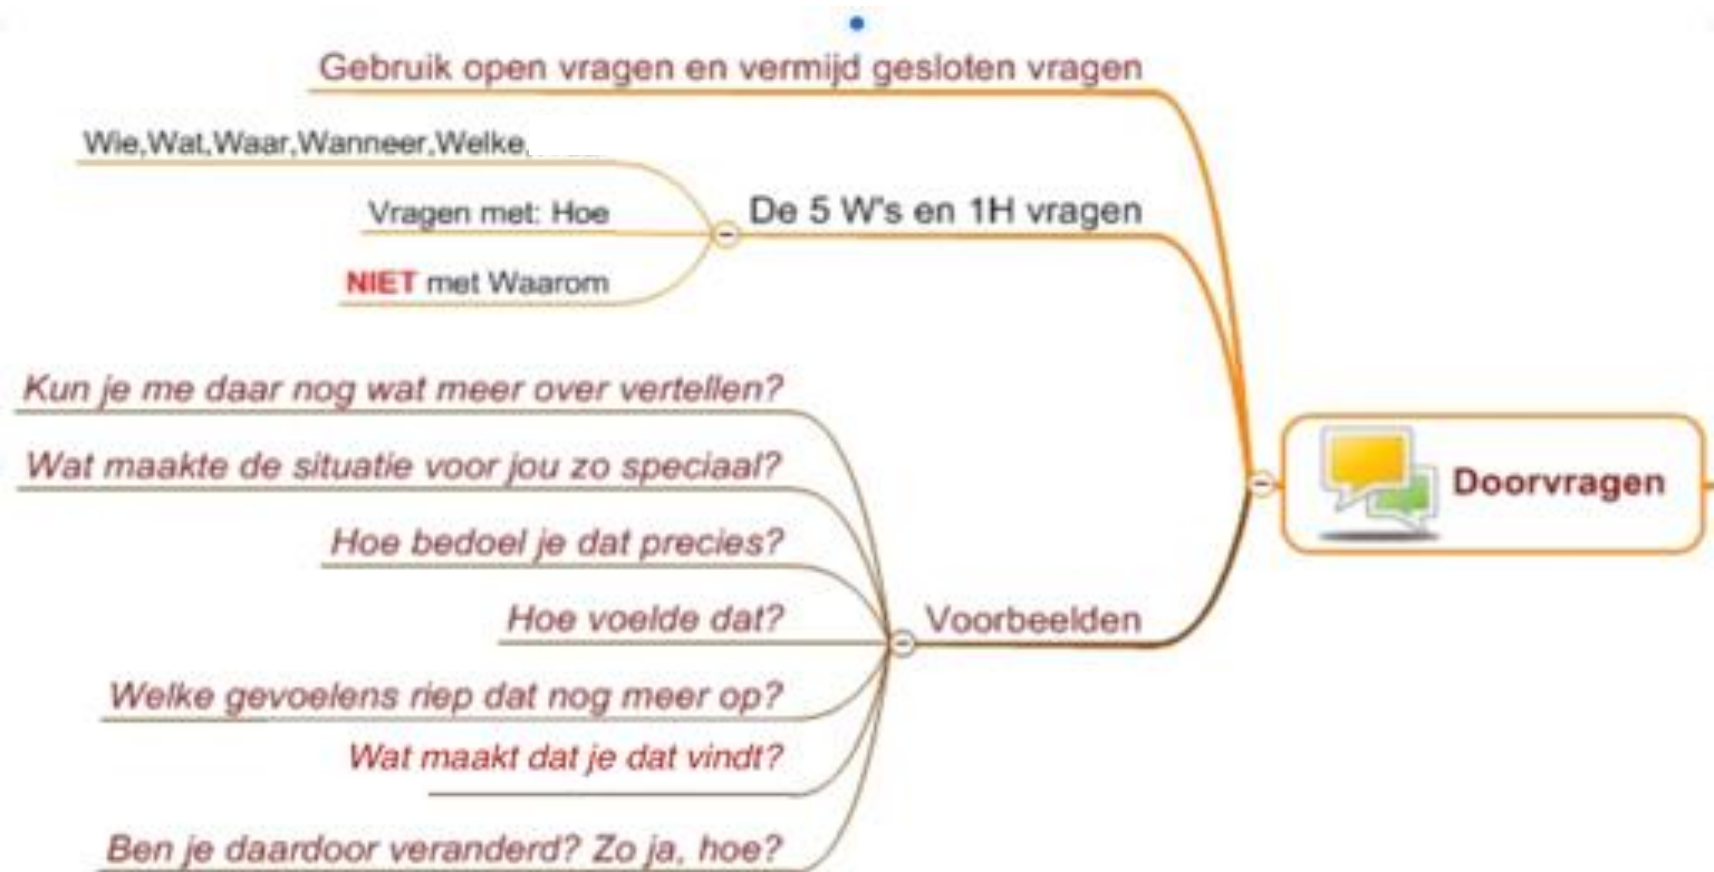 Gebruik open vragen en vermijd gesloten vragen
Wie,Wat,Waar,Wanneer,Welke,
Vragen met: Hoe
De 5 W's en 1H vragen
NIET met Waarom
Kun je me daar nog wat meer over vertellen?
Wat maakte de situatie voor jou zo speciaal?
Doorvragen
Hoe bedoel je dat precies?
Hoe voelde dat?
Voorbeelden
Welke gevoelens riep dat nog meer op?
Wat maakt dat je dat vindt?
Ben je daardoor veranderd? Zo ja, hoe?